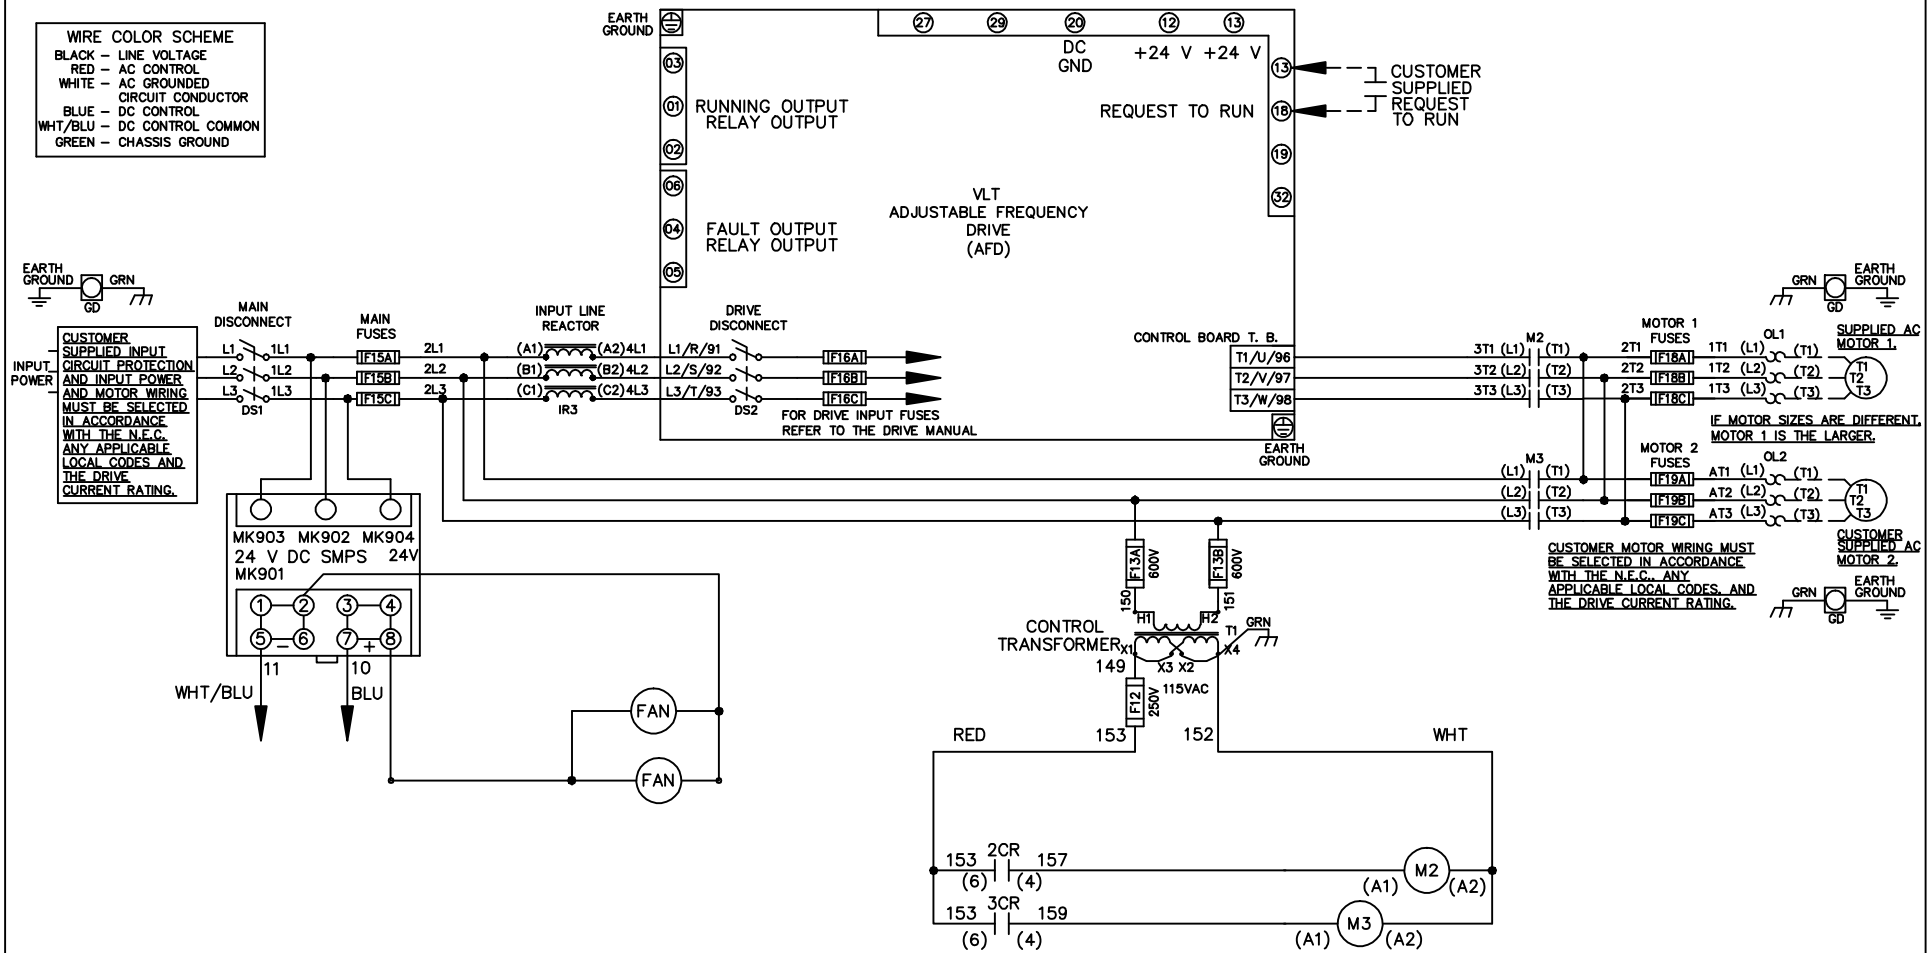 WIRE COLOR SCHEME
BLACK – LINE VOLTAGE
RED – AC CONTROL
WHITE – AC GROUNDED
CIRCUIT CONDUCTOR
BLUE – DC CONTROL
WHT/BLU – DC CONTROL COMMON
GREEN – CHASSIS GROUND
EARTH
GROUND
27
29
20
12
13
DC
GND
+24 V
+24 V
03
01
02
RUNNING OUTPUT
RELAY OUTPUT
06
04
05
FAULT OUTPUT
RELAY OUTPUT
13
18
19
32
REQUEST TO RUN
CUSTOMER
SUPPLIED
REQUEST
TO RUN
VLT
ADJUSTABLE FREQUENCY
DRIVE
(AFD)
EARTH
GROUND
GRN
GD
INPUT
POWER
CUSTOMER
SUPPLIED INPUT
CIRCUIT PROTECTION
AND INPUT POWER
AND MOTOR WIRING
MUST BE SELECTED
IN ACCORDANCE
WITH THE N.E.C.
ANY APPLICABLE
LOCAL CODES AND
THE DRIVE
CURRENT RATING.
MAIN
DISCONNECT
L1
1L1
L2
1L2
L3
1L3
DS1
MAIN
FUSES
F15A
F15B
F15C
2L1
2L2
2L3
INPUT LINE
REACTOR
(A1)
(A2)
4L1
(B1)
(B2)
4L2
(C1)
(C2)
4L3
IR3
L1/R/91
L2/S/92
L3/T/93
DRIVE
DISCONNECT
DS2
F16A
F16B
F16C
FOR DRIVE INPUT FUSES
REFER TO THE DRIVE MANUAL
CONTROL BOARD T. B.
T1/U/96
T2/V/97
T3/W/98
EARTH
GROUND
M2
3T1 (L1) (T1)
3T2 (L2) (T2)
3T3 (L3) (T3)
MOTOR 1
FUSES
2T1
F18A
1T1 (L1)
2T2
F18B
1T2 (L2)
2T3
F18C
1T3 (L3)
OL1
(T1)
(T2)
(T3)
GRN
GD
EARTH
GROUND
SUPPLIED AC
MOTOR 1.
T1
T2
T3
IF MOTOR SIZES ARE DIFFERENT,
MOTOR 1 IS THE LARGER.
M3
(L1) (T1)
(L2) (T2)
(L3) (T3)
MOTOR 2
FUSES
F19A
AT1 (L1)
F19B
AT2 (L2)
F19C
AT3 (L3)
OL2
(T1)
(T2)
(T3)
T1
T2
T3
CUSTOMER
SUPPLIED AC
MOTOR 2.
CUSTOMER MOTOR WIRING MUST
BE SELECTED IN ACCORDANCE
WITH THE N.E.C., ANY
APPLICABLE LOCAL CODES, AND
THE DRIVE CURRENT RATING.
GRN
GD
EARTH
GROUND
MK903 MK902 MK904
24 V DC SMPS
24V
MK901
1
2
3
4
5
–
6
7
+
8
11
10
WHT/BLU
BLU
FAN
FAN
F13A
600V
F13B
600V
150
151
H1
H2
CONTROL
TRANSFORMER
T1
GRN
X1
X3 X2
X4
149
115VAC
F12
250V
153
152
RED
WHT
153
2CR
157
(6)
(4)
M2
(A1)
(A2)
153
3CR
159
(6)
(4)
M3
(A1)
(A2)